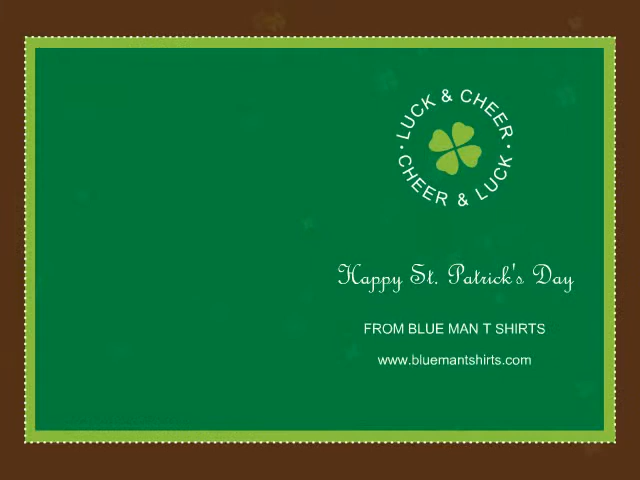 · LUCK & CHEER ·
CHEER & LUCK
Happy St. Patrick's Day
FROM BLUE MAN T SHIRTS
www.bluemantshirts.com